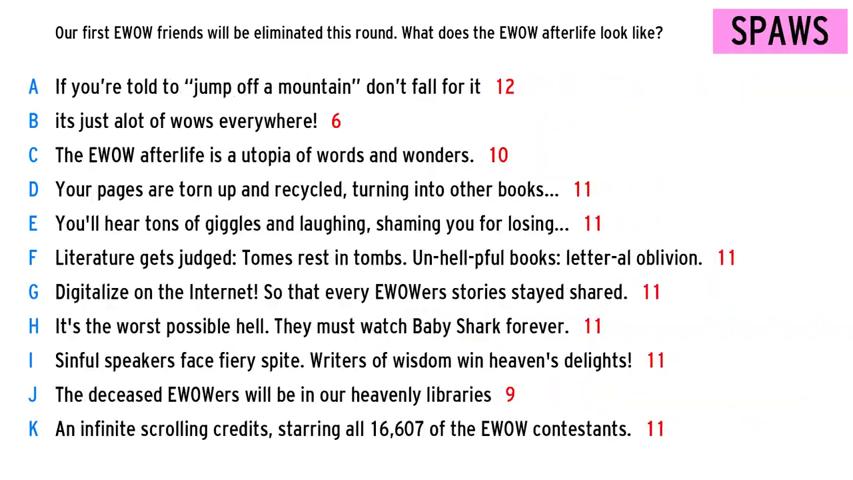 Our first EWOW friends will be eliminated this round. What does the EWOW afterlife look like?
SPAWS
A If you're told to “jump off a mountain” don't fall for it 12
B its just alot of wows everywhere! 6
C The EWOW afterlife is a utopia of words and wonders. 10
D Your pages are torn up and recycled, turning into other books... 11
E You'll hear tons of giggles and laughing, shaming you for losing... 11
F Literature gets judged: Tomes rest in tombs. Un-hell-pful books: letter-al oblivion. 11
G Digitalize on the Internet! So that every EWOWers stories stayed shared. 11
H It's the worst possible hell. They must watch Baby Shark forever. 11
I Sinful speakers face fiery spite. Writers of wisdom win heaven's delights! 11
J The deceased EWOWers will be in our heavenly libraries 9
K An infinite scrolling credits, starring all 16,607 of the EWOW contestants. 11